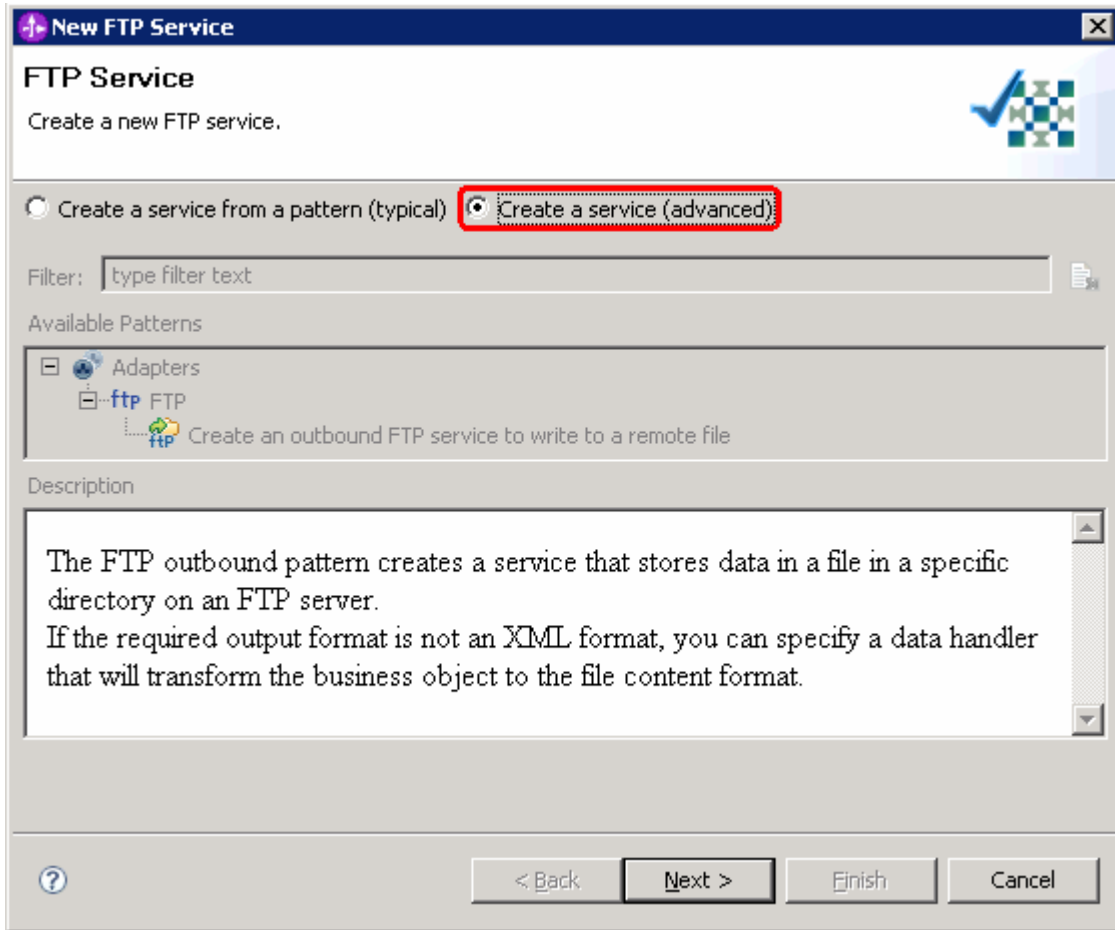 New FTP Service
FTP Service
Create a new FTP service.
Create a service from a pattern (typical) Create a service (advanced)
Filter: type filter text
Available Patterns
Adapters
ftp FTP
ftp Create an outbound FTP service to write to a remote file
Description
The FTP outbound pattern creates a service that stores data in a file in a specific
directory on an FTP server.
If the required output format is not an XML format, you can specify a data handler
that will transform the business object to the file content format.
? < Back Next > Finish Cancel